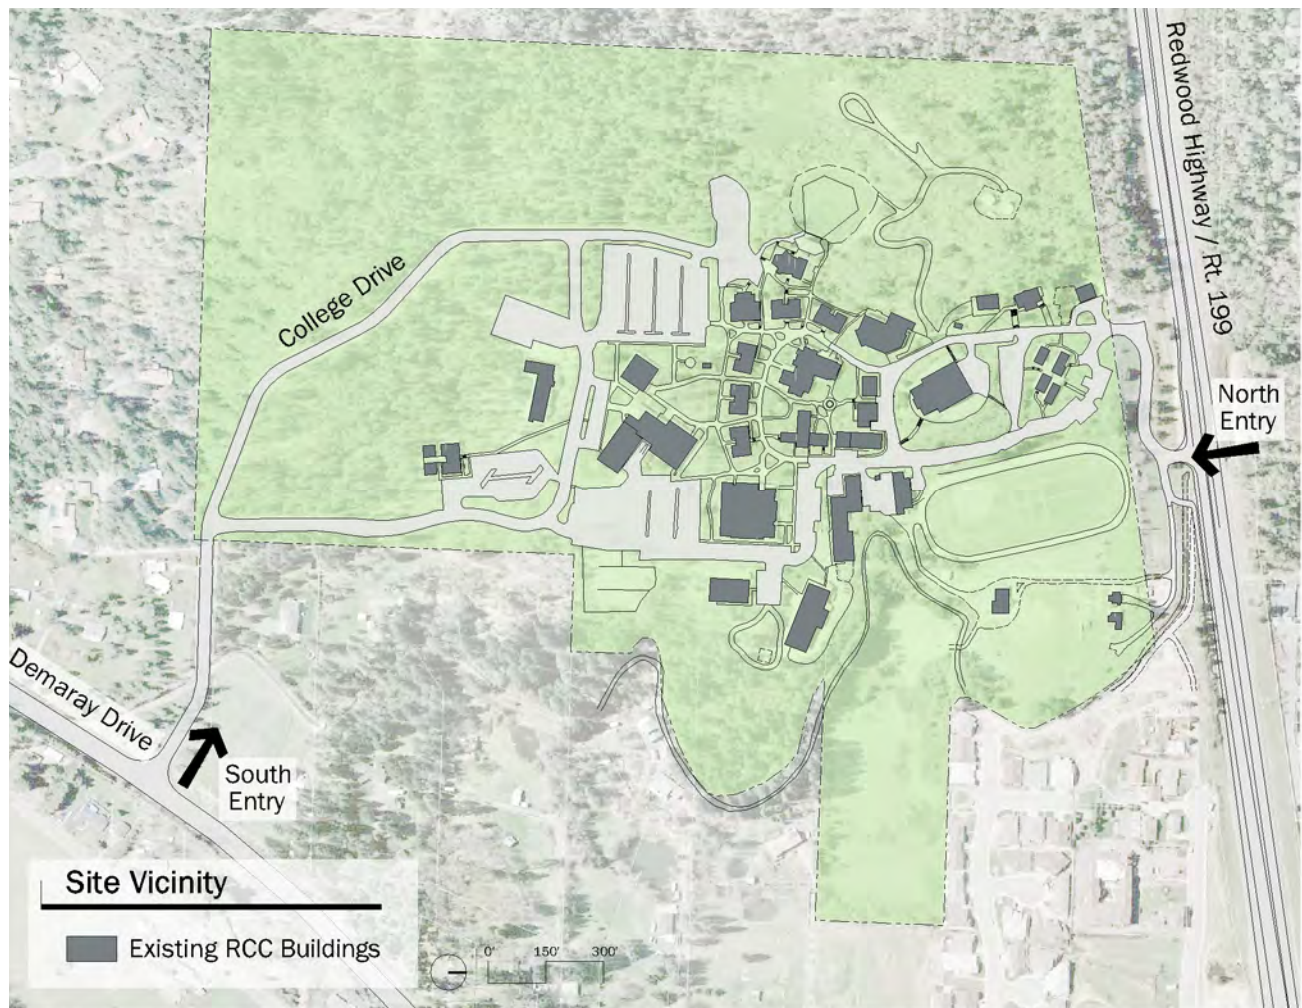 Redwood Highway / Rt. 199
College Drive
North
Entry
Demaray Drive
South
Entry
Site Vicinity
Existing RCC Buildings
0' 150' 300'